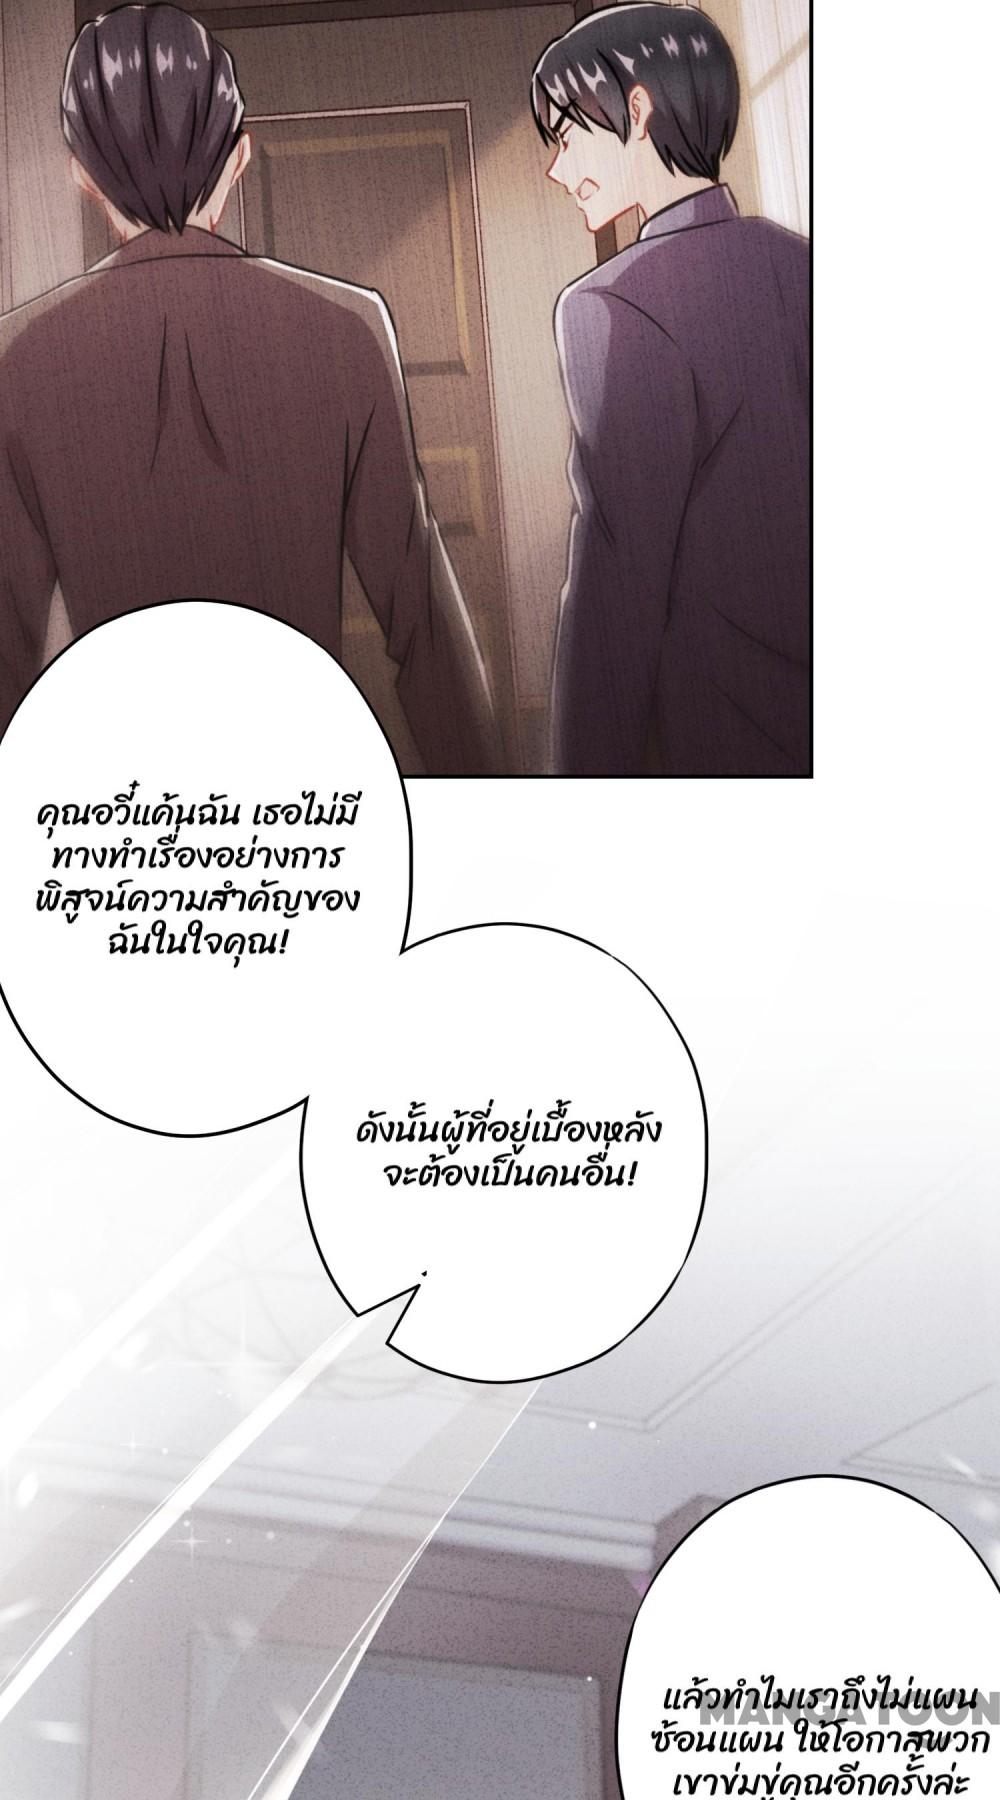 คุณอวี๋แค้นฉัน เธอไม่มี
ทางทำเรื่องอย่างการ
พิสูจน์ความสำคัญของ
ฉันในใจคุณ!
ดังนั้นผู้ที่อยู่เบื้องหลัง
จะต้องเป็นคนอื่น!
แล้วทำไมเราถึงไม่แผน
ซ้อนแผน ให้โอกาสพวก
เขาข่มขู่คุณอีกครั้งล่ะ
MANGATOON